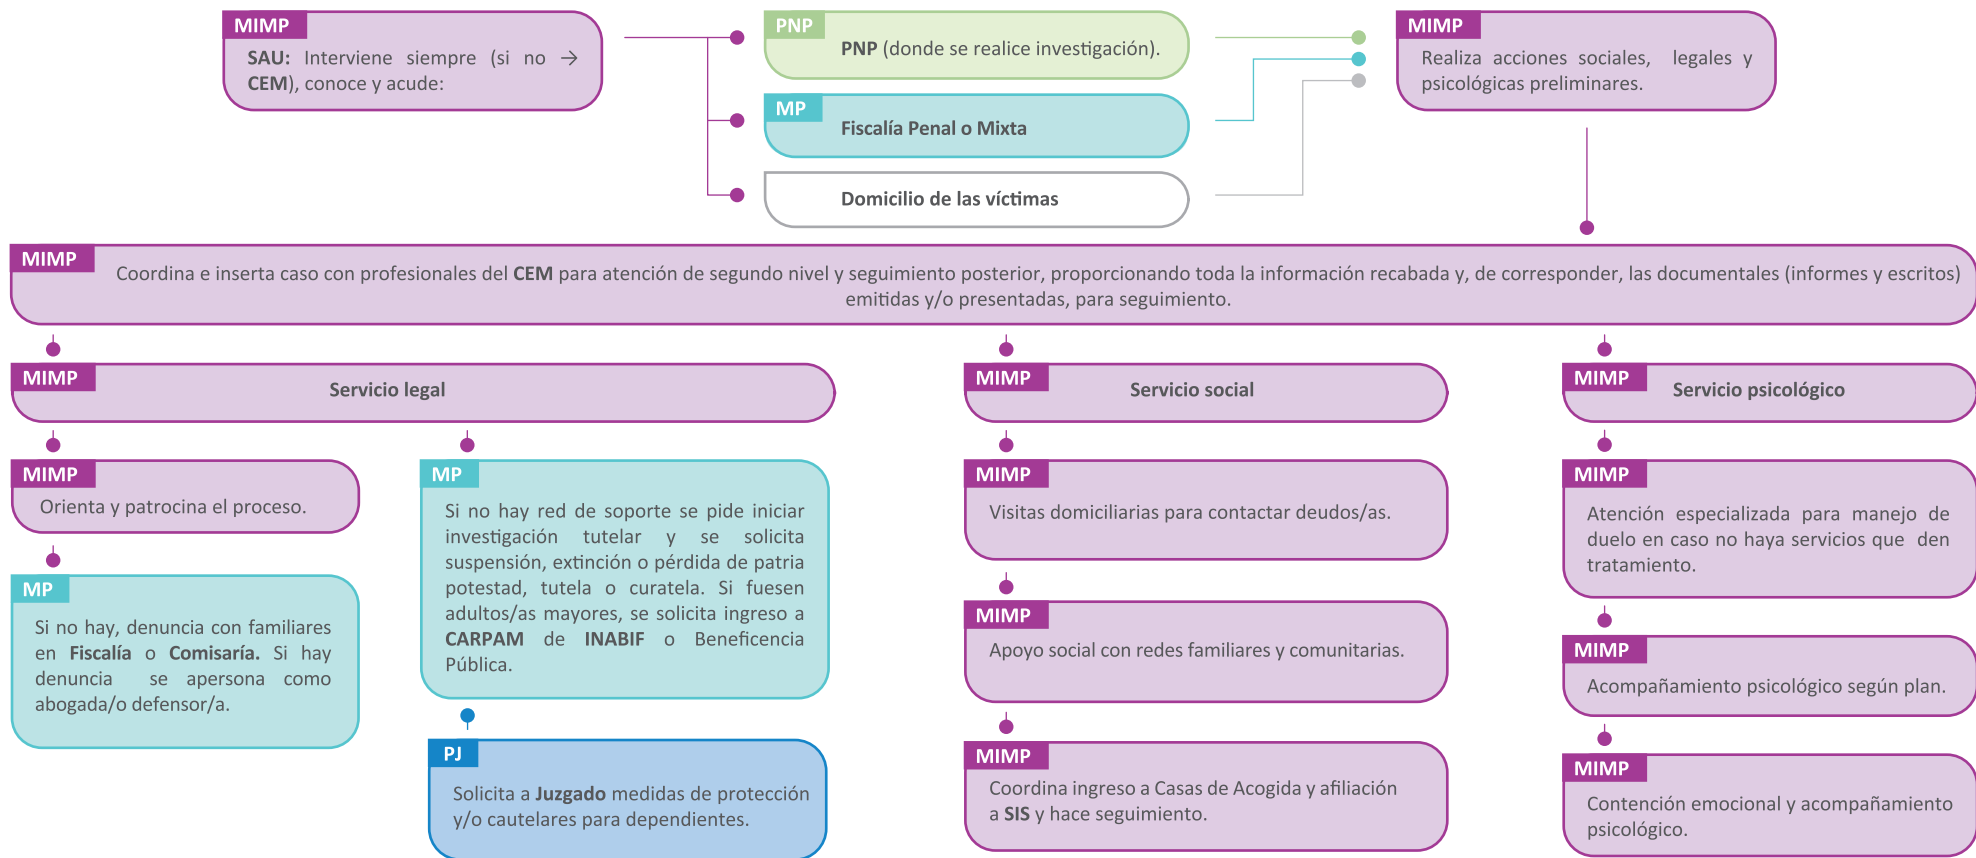 MIMP
SAU: Interviene siempre (si no →
CEM), conoce y acude:
PNP
PNP (donde se realice investigación).
MP
Fiscalía Penal o Mixta
Domicilio de las víctimas
MIMP
Realiza acciones sociales, legales y
psicológicas preliminares.
MIMP
Coordina e inserta caso con profesionales del CEM para atención de segundo nivel y seguimiento posterior, proporcionando toda la información recabada y, de corresponder, las documentales (informes y escritos)
emitidas y/o presentadas, para seguimiento.
MIMP
Servicio legal
MIMP
Orienta y patrocina el proceso.
MP
Si no hay, denuncia con familiares
en Fiscalía o Comisaría. Si hay
denuncia se apersona como
abogada/o defensor/a.
MP
Si no hay red de soporte se pide iniciar
investigación tutelar y se solicita
suspensión, extinción o pérdida de patria
potestad, tutela o curatela. Si fuesen
adultos/as mayores, se solicita ingreso a
CARPAM de INABIF o Beneficencia
Pública.
PJ
Solicita a Juzgado medidas de protección
y/o cautelares para dependientes.
MIMP
Servicio social
MIMP
Visitas domiciliarias para contactar deudos/as.
MIMP
Apoyo social con redes familiares y comunitarias.
MIMP
Coordina ingreso a Casas de Acogida y afiliación
a SIS y hace seguimiento.
MIMP
Servicio psicológico
MIMP
Atención especializada para manejo de
duelo en caso no haya servicios que den
tratamiento.
MIMP
Acompañamiento psicológico según plan.
MIMP
Contención emocional y acompañamiento
psicológico.